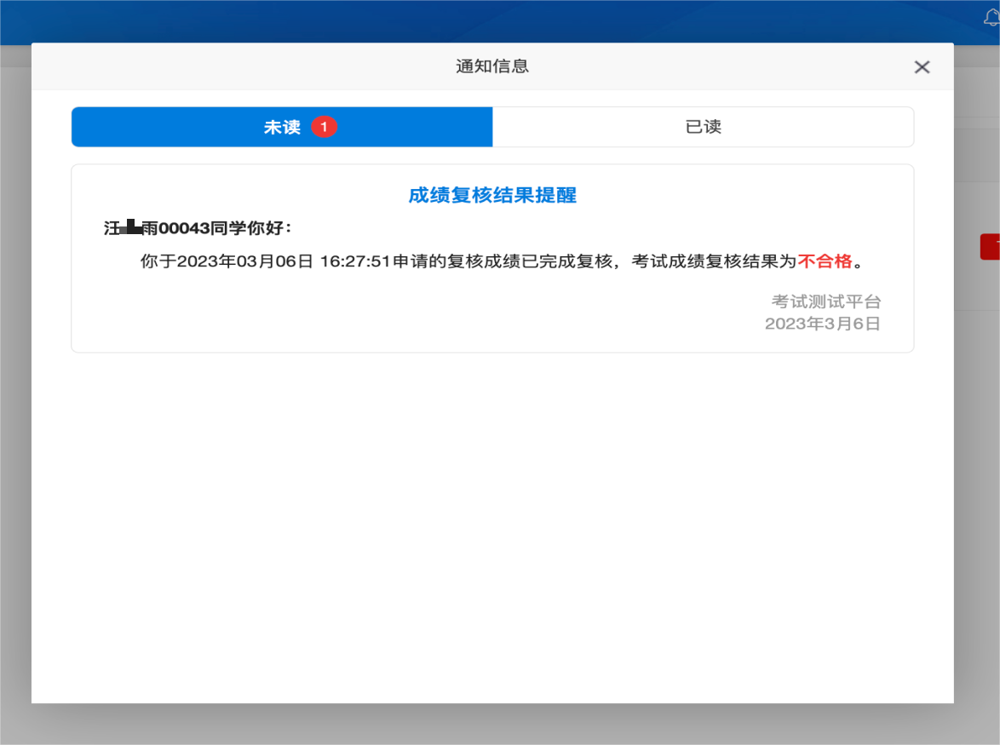 通知信息
未读 1
已读
成绩复核结果提醒
汪雨00043同学你好：
你于2023年03月06日 16:27:51申请的复核成绩已完成复核，考试成绩复核结果为不合格。
考试测试平台
2023年3月6日